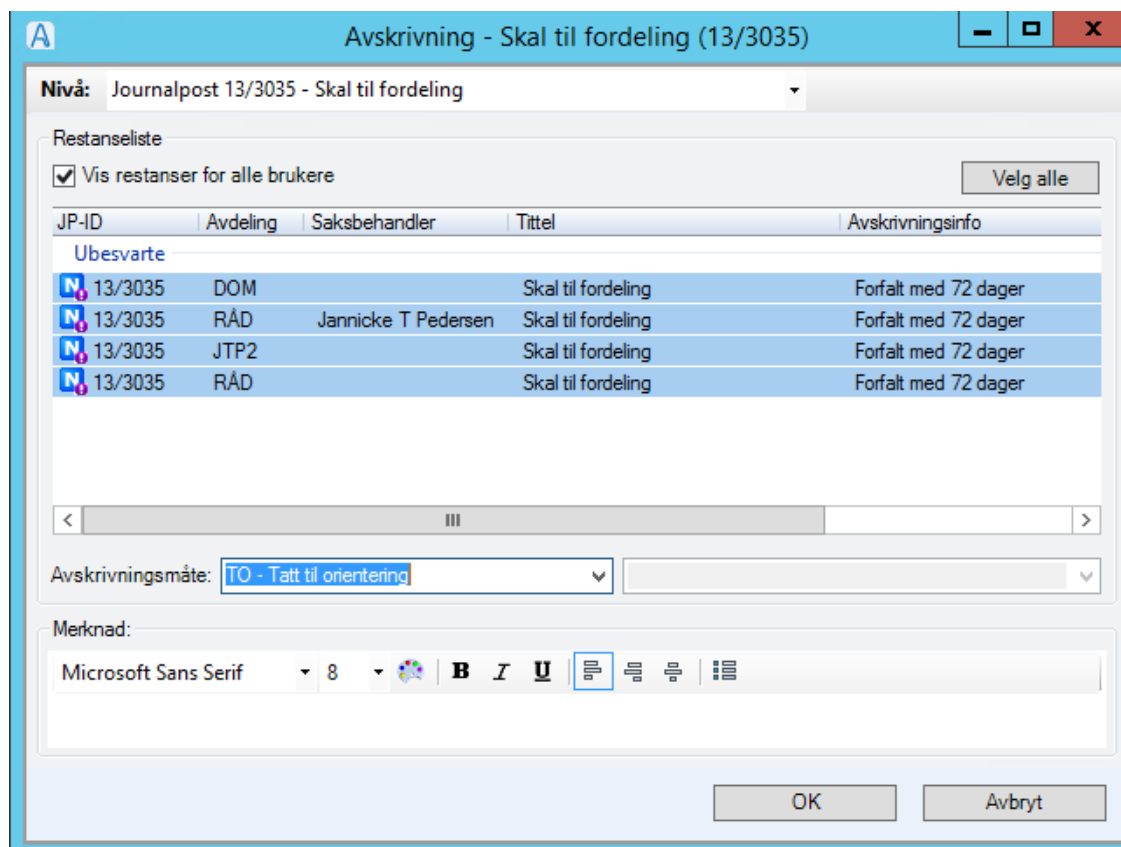 A Avskrivning - Skal til fordeling (13/3035)
Nivå: Journalpost 13/3035 - Skal til fordeling
Restanseliste
Vis restanser for alle brukere Velg alle
JP-ID Avdeling Saksbehandler Tittel Avskrivningsinfo
Ubesvarte
N 13/3035 DOM Skal til fordeling Forfalt med 72 dager
N 13/3035 RÅD Jannicke T Pedersen Skal til fordeling Forfalt med 72 dager
N 13/3035 JTP2 Skal til fordeling Forfalt med 72 dager
N 13/3035 RÅD Skal til fordeling Forfalt med 72 dager
Avskrivningsmåte: TO - Tatt til orientering
Merknad:
Microsoft Sans Serif 8 B I U
OK Avbryt